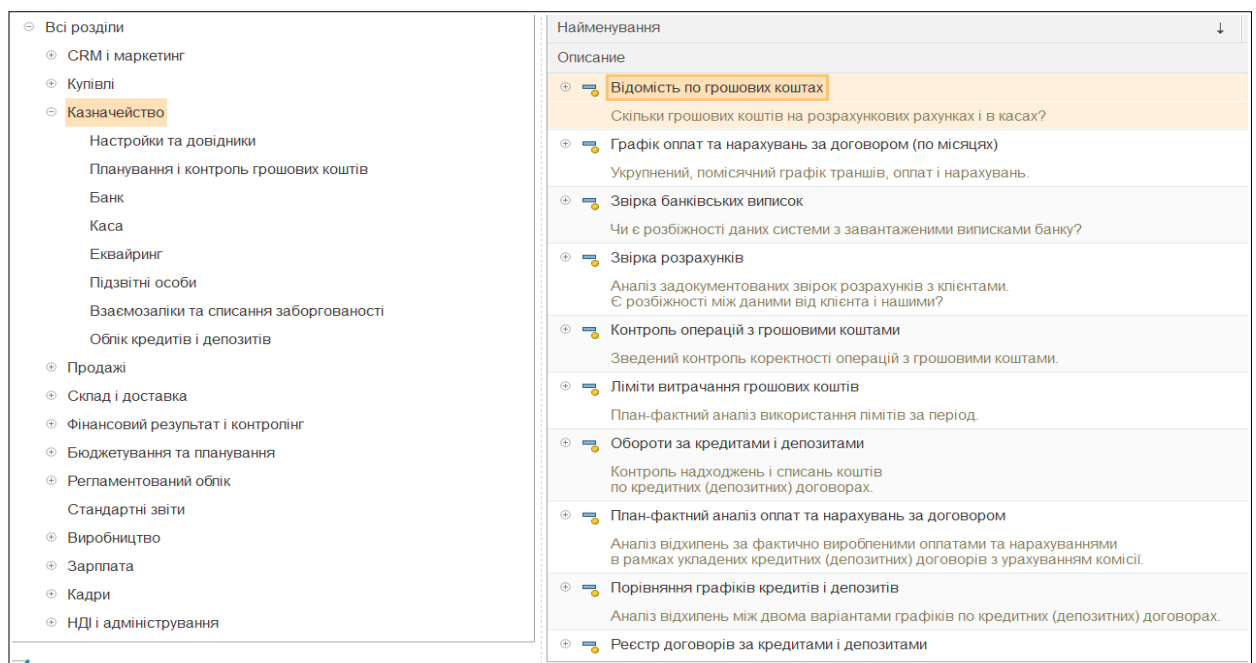 Всі розділи
CRM і маркетинг
Купівлі
Казначейство
Настройки та довідники
Планування і контроль грошових коштів
Банк
Каса
Еквайринг
Підзвітні особи
Взаємозаліки та списання заборгованості
Облік кредитів і депозитів
Продажі
Склад і доставка
Фінансовий результат і контролінг
Бюджетування та планування
Регламентований облік
Стандартні звіти
Виробництво
Зарплата
Кадри
НДІ і адміністрування
Найменування ↓
Описание
Відомість по грошових коштах
Скільки грошових коштів на розрахункових рахунках і в касах?
Графік оплат та нарахувань за договором (по місяцях)
Укрупнений, помісячний графік траншів, оплат і нарахувань.
Звірка банківських виписок
Чи є розбіжності даних системи з завантаженими виписками банку?
Звірка розрахунків
Аналіз задокументованих звірок розрахунків з клієнтами.
Є розбіжності між даними від клієнта і нашими?
Контроль операцій з грошовими коштами
Зведений контроль коректності операцій з грошовими коштами.
Ліміти витрачання грошових коштів
План-фактний аналіз використання лімітів за період.
Обороти за кредитами і депозитами
Контроль надходжень і списань коштів
по кредитних (депозитних) договорах.
План-фактний аналіз оплат та нарахувань за договором
Аналіз відхилень за фактично виробленими оплатами та нарахуваннями
в рамках укладених кредитних (депозитних) договорів з урахуванням комісії.
Порівняння графіків кредитів і депозитів
Аналіз відхилень між двома варіантами графіків по кредитних (депозитних) договорах.
Реєстр договорів за кредитами і депозитами